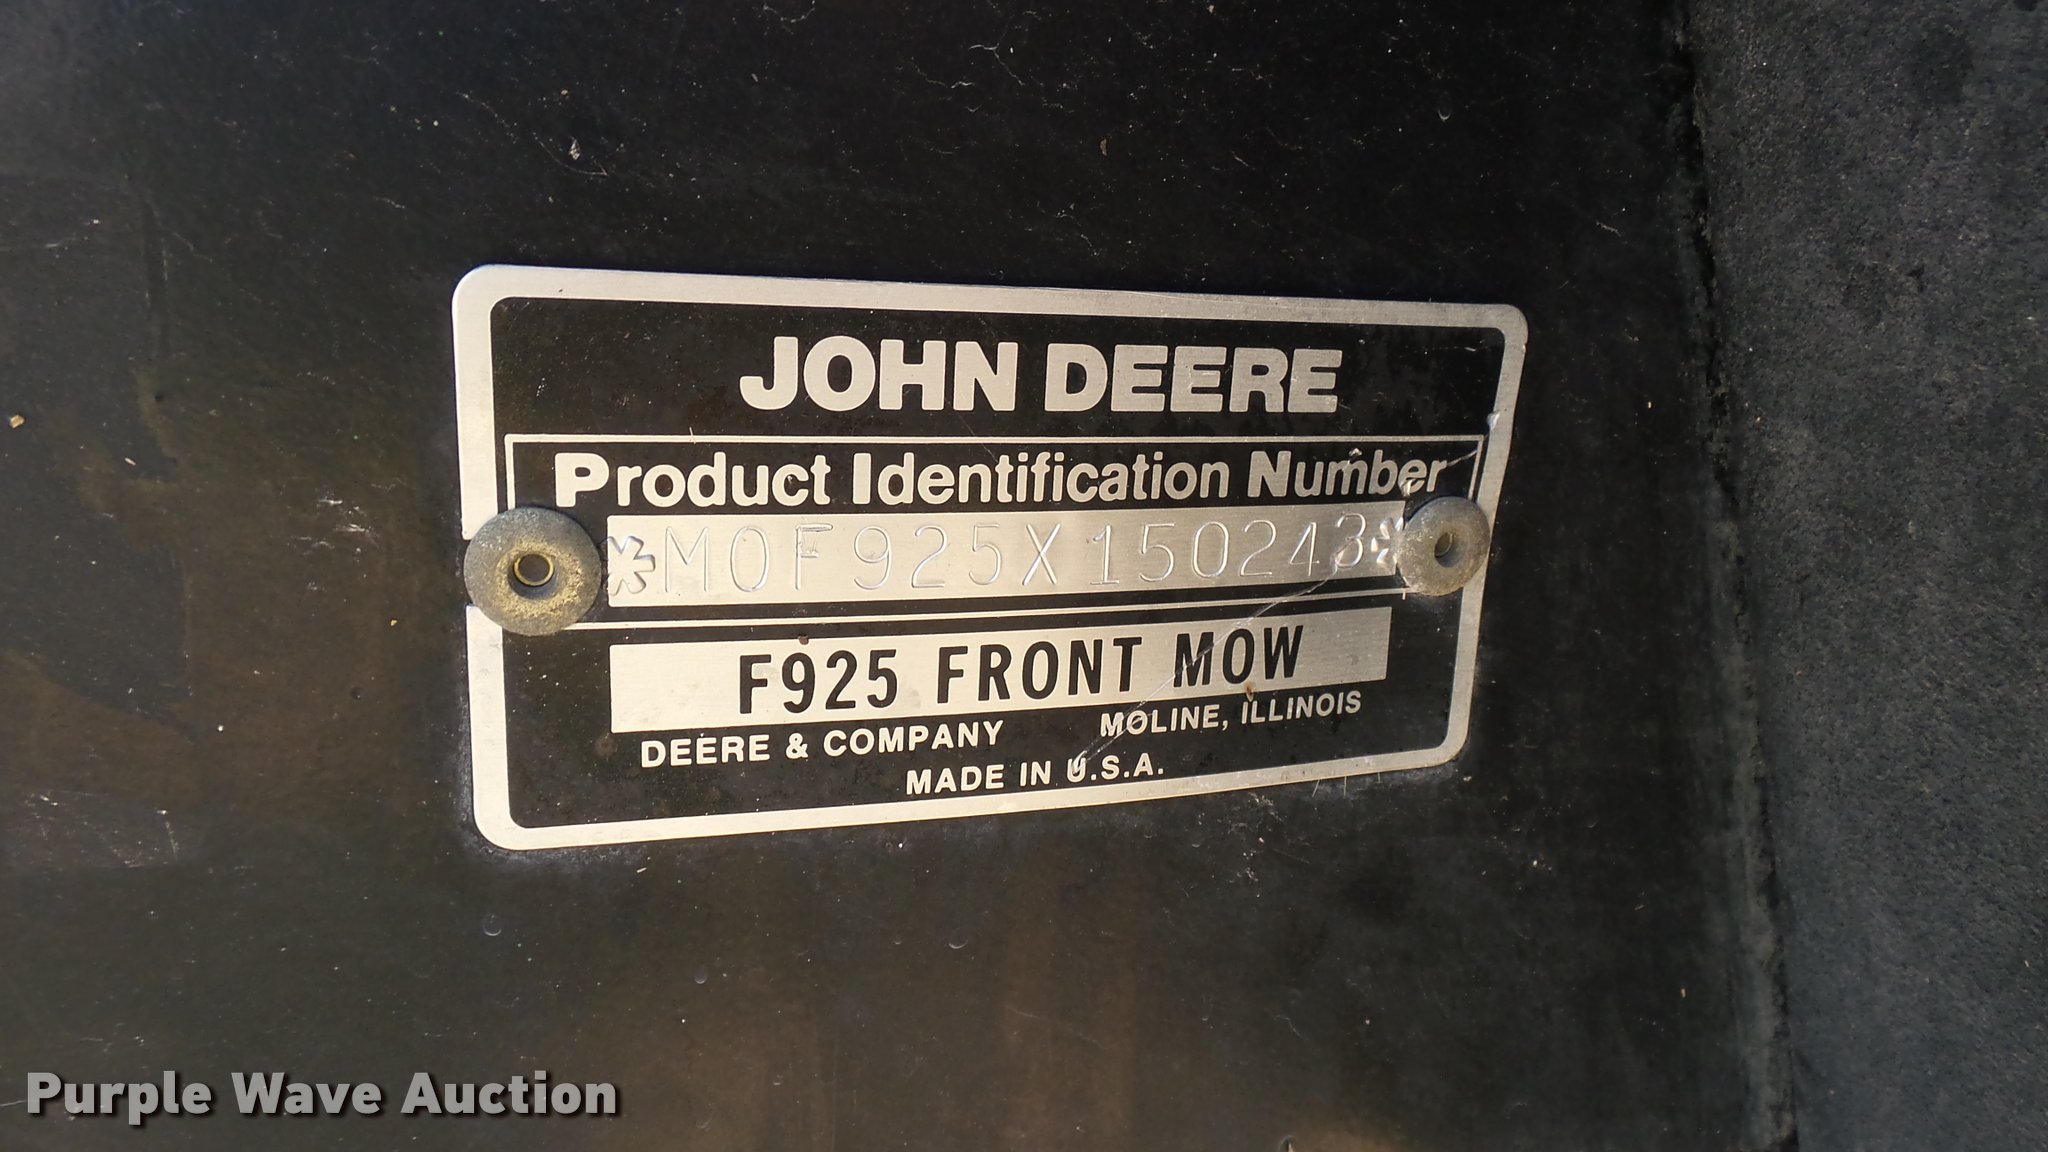 JOHN DEERE
Product Identification Number
*M0F925X150243*
F925 FRONT MOW
DEERE & COMPANY MOLINE, ILLINOIS
MADE IN U.S.A.
Purple Wave Auction